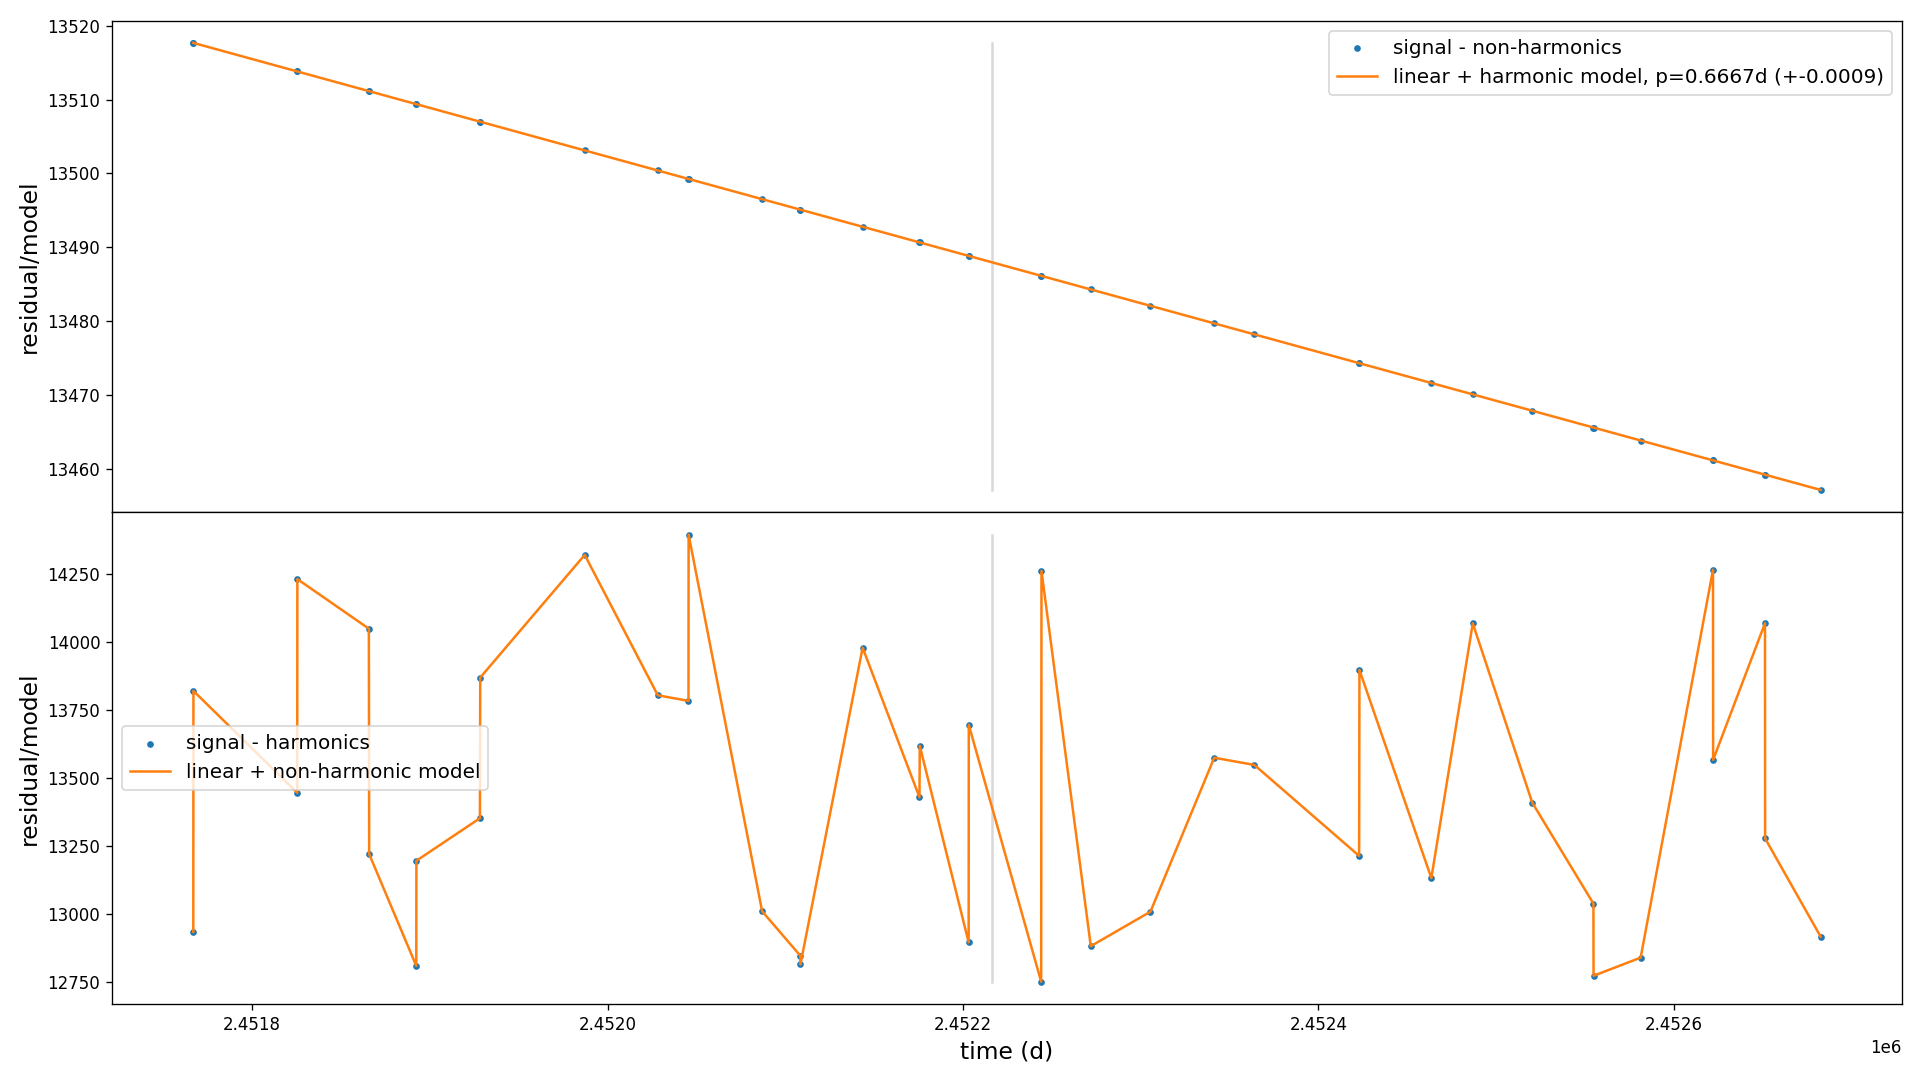 13520
13510
13500
13490
13480
13470
13460
residual/model
signal - non-harmonics
linear + harmonic model, p=0.6667d (+-0.0009)
14250
14000
13750
13500
13250
13000
12750
residual/model
signal - harmonics
linear + non-harmonic model
2.4518 2.4520 2.4522 2.4524 2.4526
1e6
time (d)